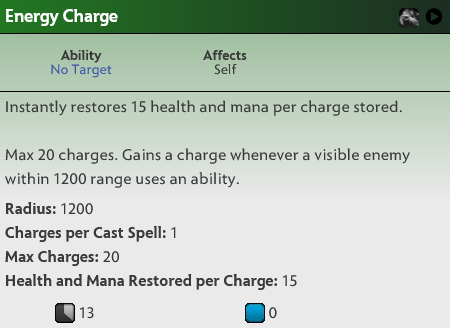 Energy Charge
Ability Affects
No Target Self
Instantly restores 15 health and mana per charge stored.
Max 20 charges. Gains a charge whenever a visible enemy
within 1200 range uses an ability.
Radius: 1200
Charges per Cast Spell: 1
Max Charges: 20
Health and Mana Restored per Charge: 15
13 0